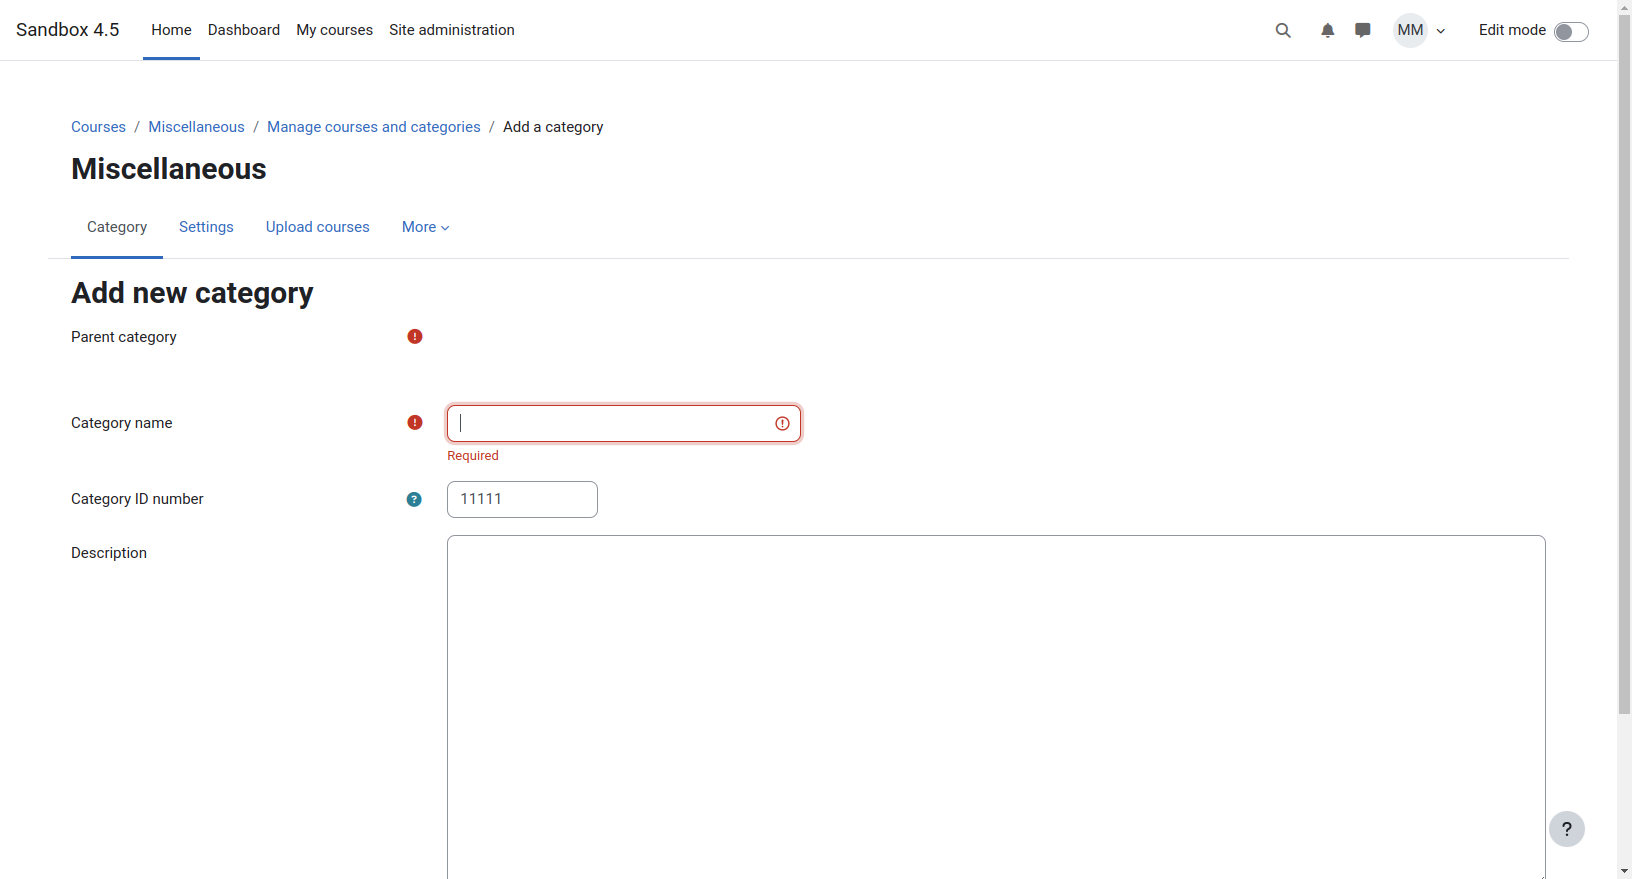 Sandbox 4.5 Home Dashboard My courses Site administration MM Edit mode
Courses / Miscellaneous / Manage courses and categories / Add a category
Miscellaneous
Category Settings Upload courses More
Add new category
Parent category
Category name
Required
Category ID number 11111
Description
?